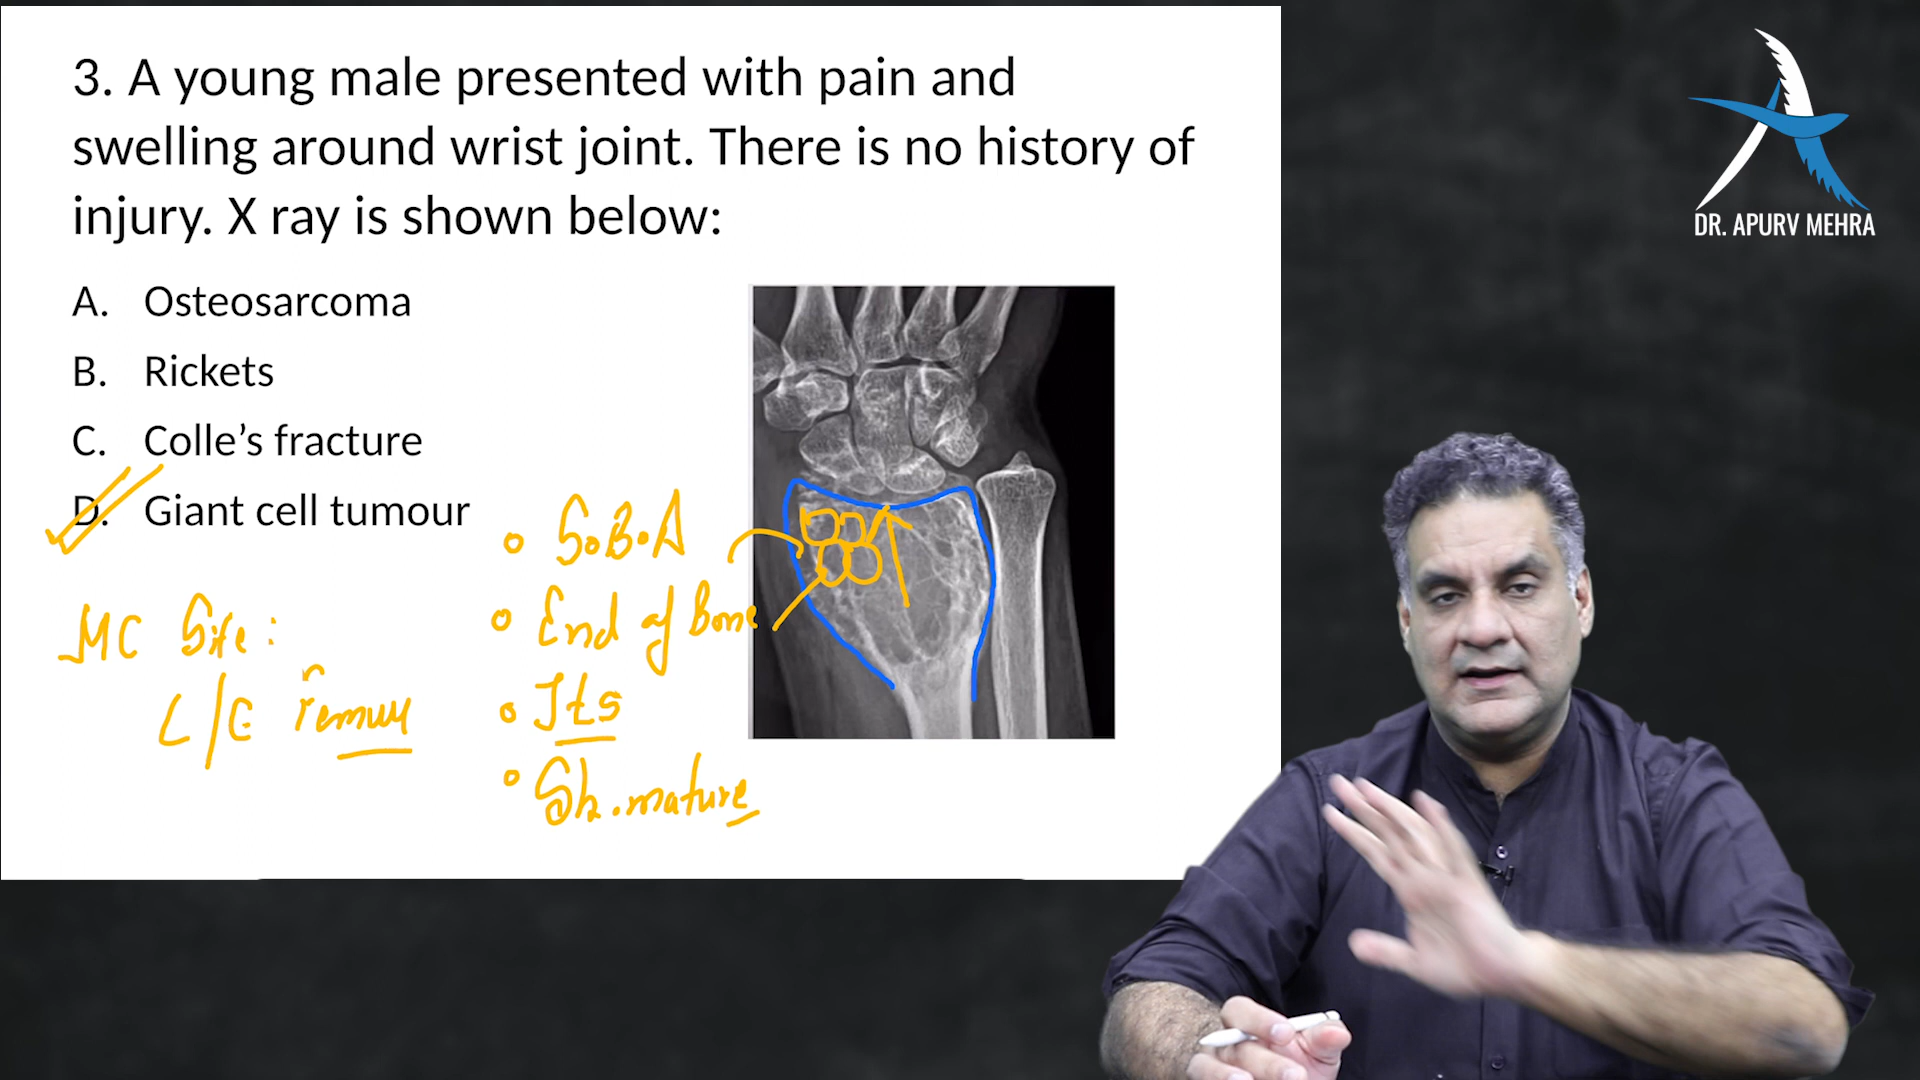 3. A young male presented with pain and
swelling around wrist joint. There is no history of
injury. X ray is shown below:
A. Osteosarcoma
B. Rickets
C. Colle’s fracture
D. Giant cell tumour
S.B.A
End of Bone
MC Site:
L/E Femur
Sk.mature
DR. APURV MEHRA